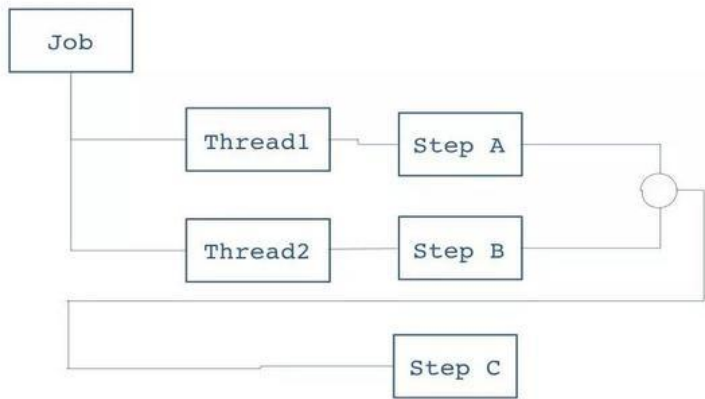 Job
Thread1
Step A
Thread2
Step B
Step C